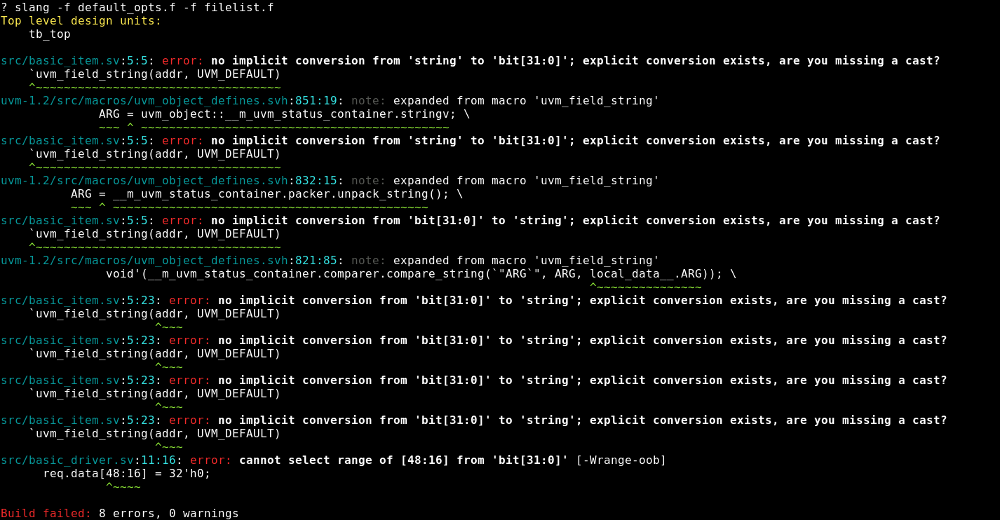 ? slang -f default_opts.f -f filelist.f
Top level design units:
    tb_top

src/basic_item.sv:5:5: error: no implicit conversion from 'string' to 'bit[31:0]'; explicit conversion exists, are you missing a cast?
    `uvm_field_string(addr, UVM_DEFAULT)
    ^~~~~~~~~~~~~~~~~~~~~~~~~~~~~~~~~~~~
uvm-1.2/src/macros/uvm_object_defines.svh:851:19: note: expanded from macro 'uvm_field_string'
              ARG = uvm_object::__m_uvm_status_container.stringv; \
              ~~~ ^ ~~~~~~~~~~~~~~~~~~~~~~~~~~~~~~~~~~~~~~~~~~~~
src/basic_item.sv:5:5: error: no implicit conversion from 'string' to 'bit[31:0]'; explicit conversion exists, are you missing a cast?
    `uvm_field_string(addr, UVM_DEFAULT)
    ^~~~~~~~~~~~~~~~~~~~~~~~~~~~~~~~~~~~
uvm-1.2/src/macros/uvm_object_defines.svh:832:15: note: expanded from macro 'uvm_field_string'
          ARG = __m_uvm_status_container.packer.unpack_string(); \
          ~~~ ^ ~~~~~~~~~~~~~~~~~~~~~~~~~~~~~~~~~~~~~~~~~~~~~
src/basic_item.sv:5:5: error: no implicit conversion from 'bit[31:0]' to 'string'; explicit conversion exists, are you missing a cast?
    `uvm_field_string(addr, UVM_DEFAULT)
    ^~~~~~~~~~~~~~~~~~~~~~~~~~~~~~~~~~~~
uvm-1.2/src/macros/uvm_object_defines.svh:821:85: note: expanded from macro 'uvm_field_string'
               void'(__m_uvm_status_container.comparer.compare_string(`"ARG`", ARG, local_data__.ARG)); \
                                                                                    ^~~~~~~~~~~~~~~~
src/basic_item.sv:5:23: error: no implicit conversion from 'bit[31:0]' to 'string'; explicit conversion exists, are you missing a cast?
    `uvm_field_string(addr, UVM_DEFAULT)
                      ^~~~
src/basic_item.sv:5:23: error: no implicit conversion from 'bit[31:0]' to 'string'; explicit conversion exists, are you missing a cast?
    `uvm_field_string(addr, UVM_DEFAULT)
                      ^~~~
src/basic_item.sv:5:23: error: no implicit conversion from 'bit[31:0]' to 'string'; explicit conversion exists, are you missing a cast?
    `uvm_field_string(addr, UVM_DEFAULT)
                      ^~~~
src/basic_item.sv:5:23: error: no implicit conversion from 'bit[31:0]' to 'string'; explicit conversion exists, are you missing a cast?
    `uvm_field_string(addr, UVM_DEFAULT)
                      ^~~~
src/basic_driver.sv:11:16: error: cannot select range of [48:16] from 'bit[31:0]' [-Wrange-oob]
      req.data[48:16] = 32'h0;
               ^~~~~

Build failed: 8 errors, 0 warnings